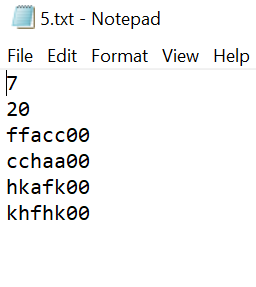 5.txt - Notepad
File Edit Format View Help
7
20
ffacc00
cchaa00
hkafk00
khfhk00